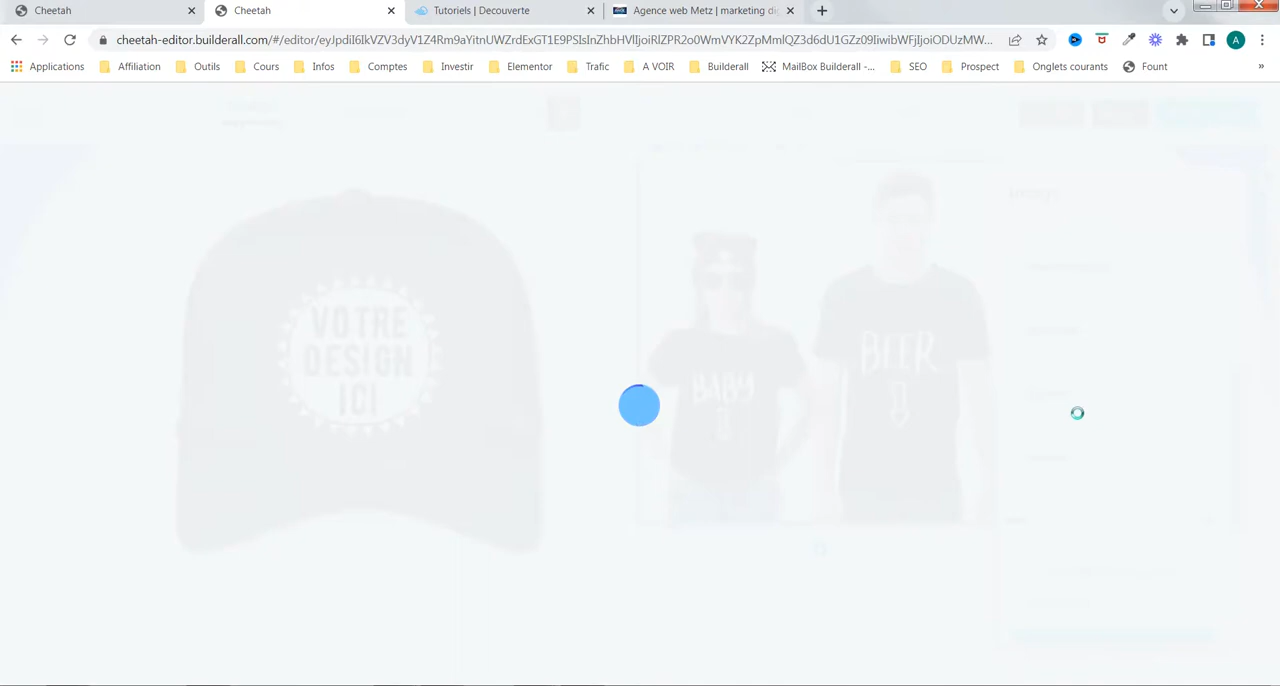 Cheetah
Cheetah
Tutoriels | Decouverte
Agence web Metz | marketing di
cheetah-editor.builderall.com/#/editor/eyJpdiI6IkVZV3dyV1Z4Rm9aYitnUWZrdExGT1E9PSIsInZhbHVlIjoiRlZPR2o0WmVYK2ZpMmlQZ3d6dU1GZz09IiwibWFjIjoiODUzMW...
A
Applications
Affiliation
Outils
Cours
Infos
Comptes
Investir
Elementor
Trafic
A VOIR
Builderall
MailBox Builderall -...
SEO
Prospect
Onglets courants
Fount
»
VOTRE
DESIGN
ICI
BABY
BEER